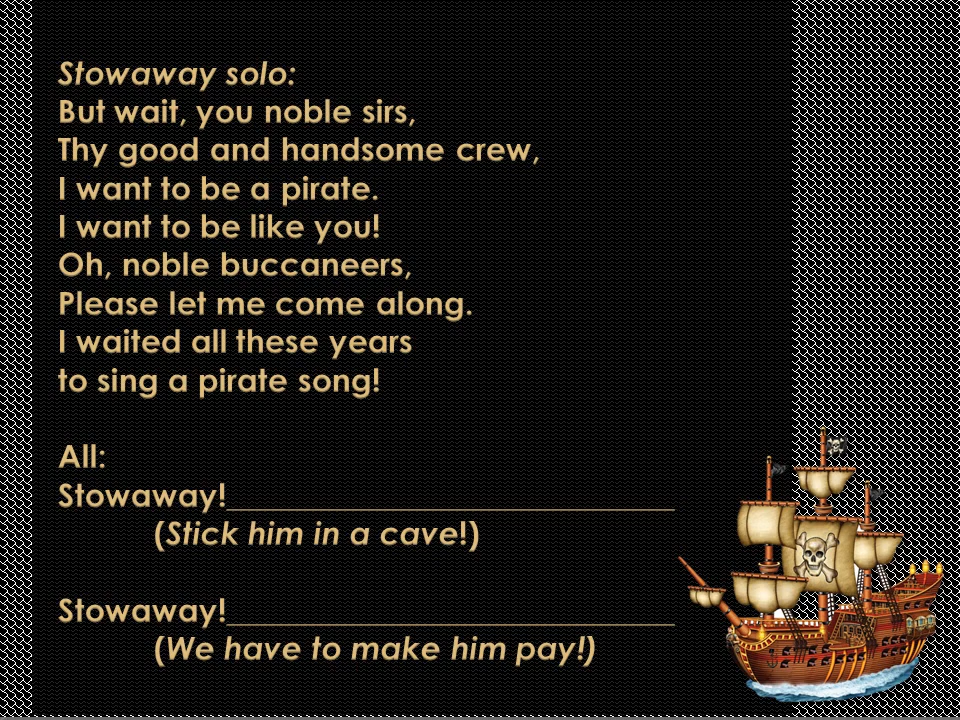 Stowaway solo:
But wait, you noble sirs,
Thy good and handsome crew,
I want to be a pirate.
I want to be like you!
Oh, noble buccaneers,
Please let me come along.
I waited all these years
to sing a pirate song!
All:
Stowaway!____________________________
(Stick him in a cave!)
Stowaway!____________________________
(We have to make him pay!)